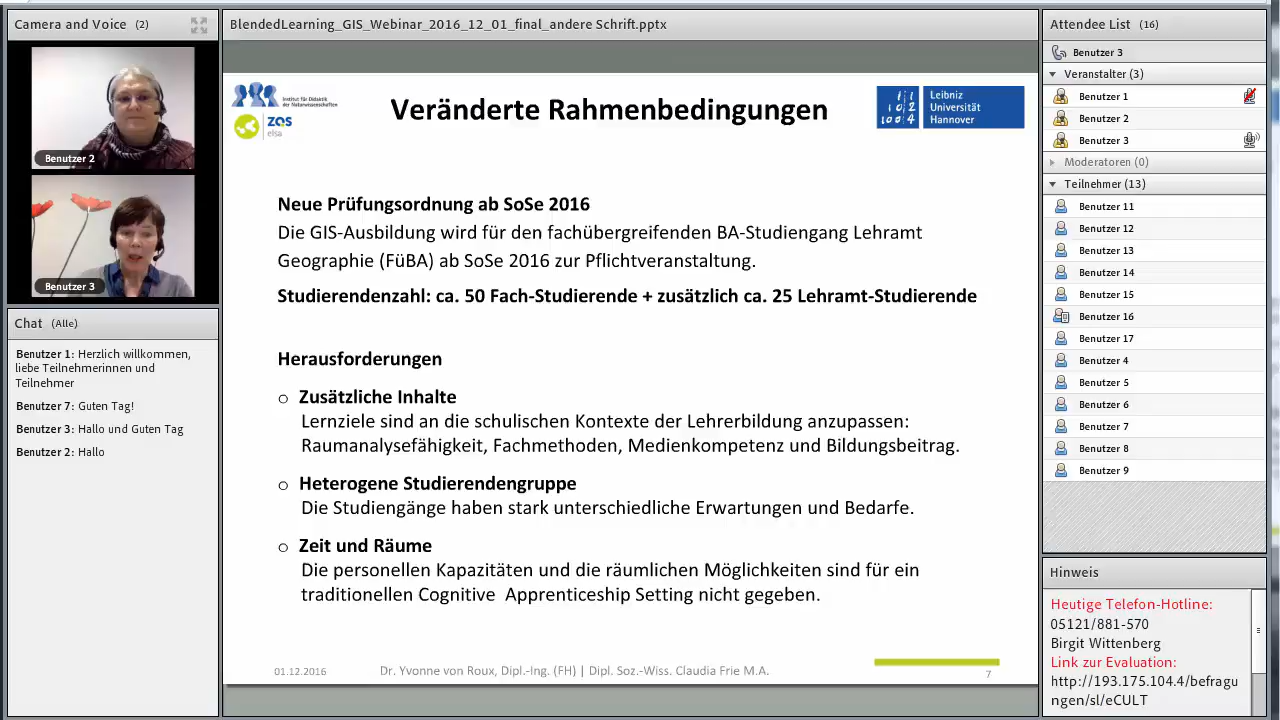 Camera and Voice (2)
Benutzer 2
Benutzer 3
Chat (Alle)
Benutzer 1: Herzlich willkommen,
liebe Teilnehmerinnen und
Teilnehmer
Benutzer 7: Guten Tag!
Benutzer 3: Hallo und Guten Tag
Benutzer 2: Hallo
BlendedLearning_GIS_Webinar_2016_12_01_final_andere Schrift.pptx
Institut für Didaktik
der Naturwissenschaften
ZQS
elsa
Veränderte Rahmenbedingungen
Leibniz
Universität
Hannover
Neue Prüfungsordnung ab SoSe 2016
Die GIS-Ausbildung wird für den fachübergreifenden BA-Studiengang Lehramt
Geographie (FüBA) ab SoSe 2016 zur Pflichtveranstaltung.
Studierendenzahl: ca. 50 Fach-Studierende + zusätzlich ca. 25 Lehramt-Studierende
Herausforderungen
o Zusätzliche Inhalte
Lernziele sind an die schulischen Kontexte der Lehrerbildung anzupassen:
Raumanalysefähigkeit, Fachmethoden, Medienkompetenz und Bildungsbeitrag.
o Heterogene Studierendengruppe
Die Studiengänge haben stark unterschiedliche Erwartungen und Bedarfe.
o Zeit und Räume
Die personellen Kapazitäten und die räumlichen Möglichkeiten sind für ein
traditionellen Cognitive Apprenticeship Setting nicht gegeben.
01.12.2016
Dr. Yvonne von Roux, Dipl.-Ing. (FH) | Dipl. Soz.-Wiss. Claudia Frie M.A.
7
Attendee List (16)
Benutzer 3
Veranstalter (3)
Benutzer 1
Benutzer 2
Benutzer 3
Moderatoren (0)
Teilnehmer (13)
Benutzer 11
Benutzer 12
Benutzer 13
Benutzer 14
Benutzer 15
Benutzer 16
Benutzer 17
Benutzer 4
Benutzer 5
Benutzer 6
Benutzer 7
Benutzer 8
Benutzer 9
Hinweis
Heutige Telefon-Hotline:
05121/881-570
Birgit Wittenberg
Link zur Evaluation:
http://193.175.104.4/befragu
ngen/sl/eCULT